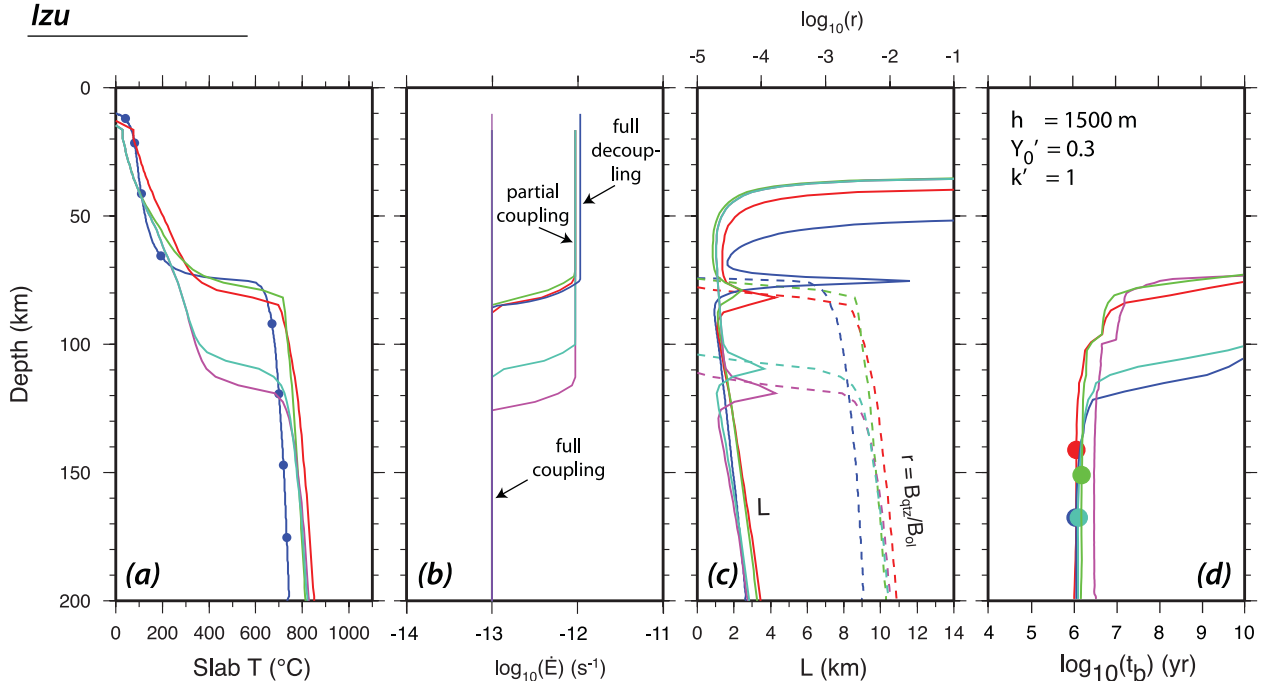 Izu
log10(r)
-5 -4 -3 -2 -1
0
50
100
150
200
Depth (km)
full decoup-
ling
partial
coupling
full
coupling
h = 1500 m
Y0' = 0.3
k' = 1
L
r = Bqtz/Bol
(a)
(b)
(c)
(d)
0 200 400 600 800 1000
-14 -13 -12 -11
0 2 4 6 8 10 12 14
4 5 6 7 8 9 10
Slab T (°C)
log10(Ė) (s-1)
L (km)
log10(tb) (yr)